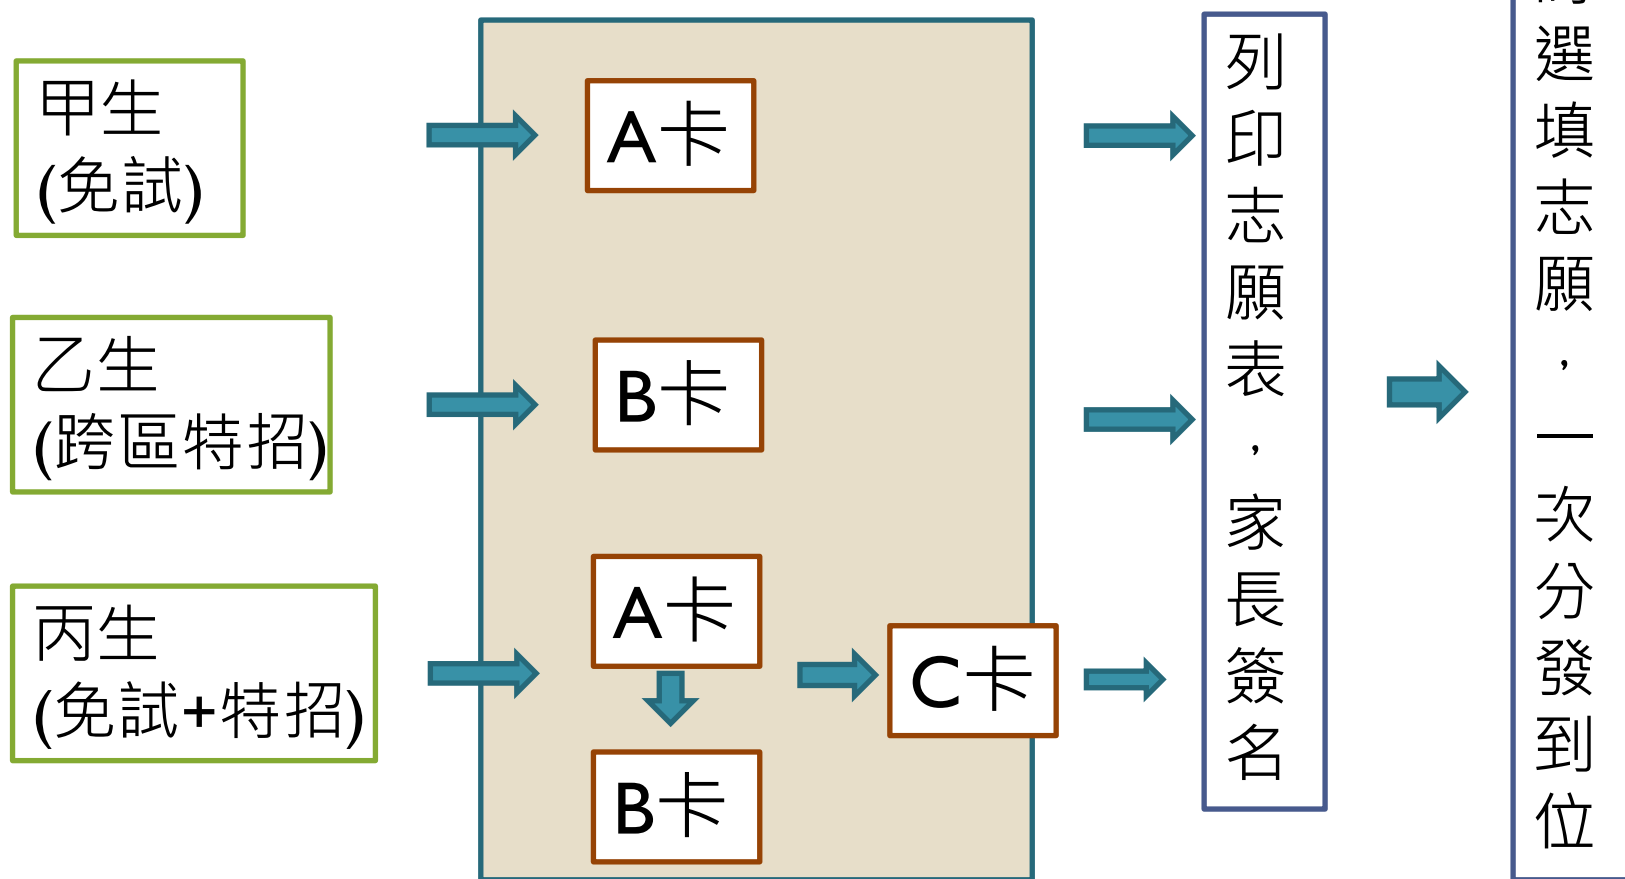 甲生
(免試)
A卡
乙生
(跨區特招)
B卡
丙生
(免試+特招)
A卡
B卡
C卡
列印志願表，家長簽名
選填志願，一次分發到位